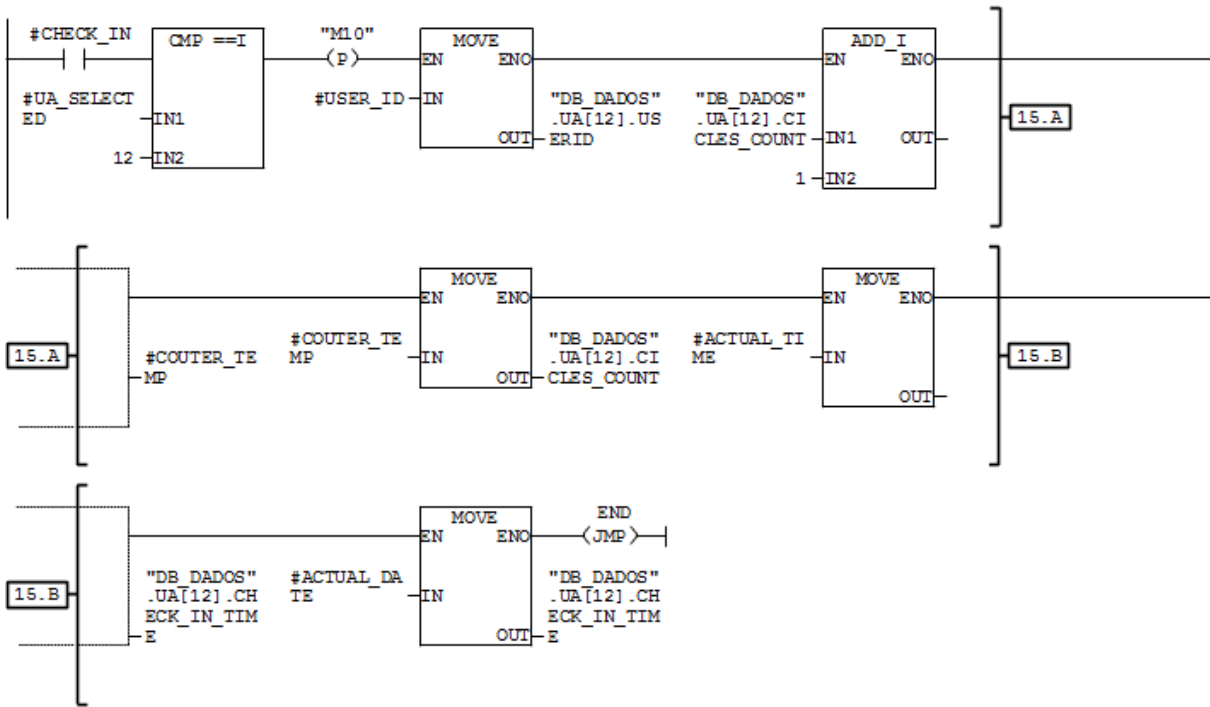 #CHECK_IN
CMP ==I
"M10"
(P)
MOVE
ADD_I
EN ENO
EN ENO
#UA_SELECT
ED
IN1
12
IN2
#USER_ID
IN
OUT
"DB_DADOS"
.UA[12].US
ERID
"DB_DADOS"
.UA[12].CI
CLES_COUNT
IN1
OUT
1
IN2
15.A
MOVE
MOVE
EN ENO
EN ENO
15.A
#COUTER_TE
MP
#COUTER_TE
MP
IN
OUT
"DB_DADOS"
.UA[12].CI
CLES_COUNT
#ACTUAL_TI
ME
IN
OUT
15.B
MOVE
END
EN ENO
(JMP)
15.B
"DB_DADOS"
.UA[12].CH
ECK_IN_TIM
E
#ACTUAL_DA
TE
IN
OUT
"DB_DADOS"
.UA[12].CH
ECK_IN_TIM
E